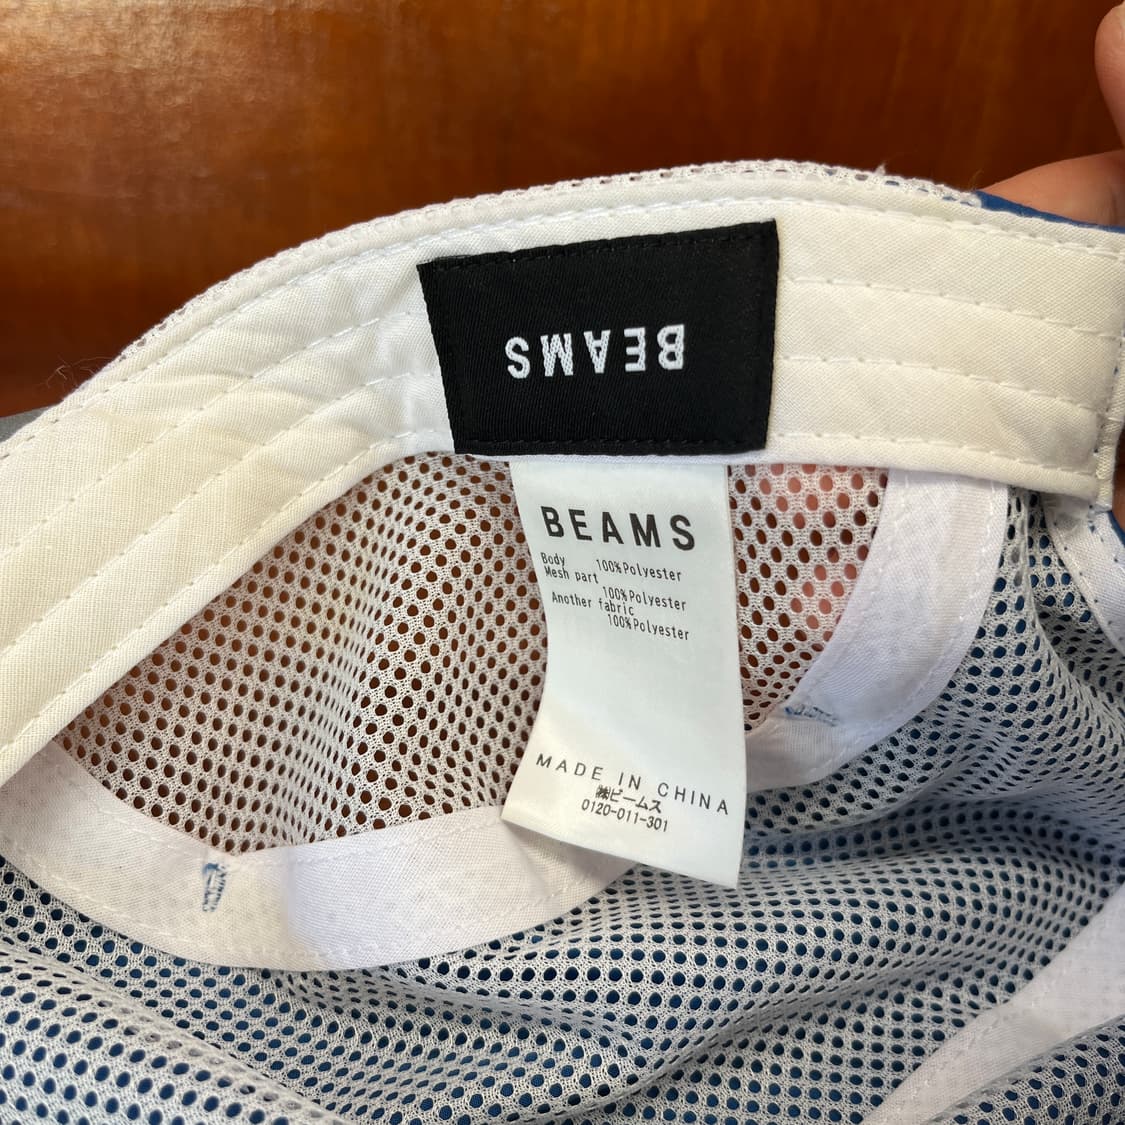 BEAMS
BEAMS
Body 100%Polyester
Mesh part
100%Polyester
Another fabric
100%Polyester
MADE IN CHINA
㈱ビームス
0120-011-301